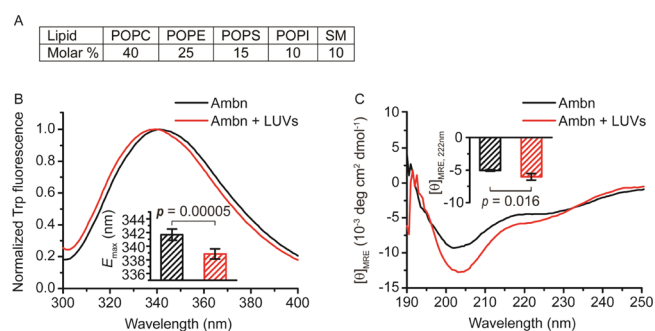 A
Lipid POPC POPE POPS POPI SM
Molar % 40 25 15 10 10
B
Ambn
Ambn + LUVs
Normalized Trp fluorescence
1.0
0.8
0.6
0.4
0.2
0.0
300 320 340 360 380 400
Wavelength (nm)
p = 0.00005
Emax (nm)
342
340
338
336
C
Ambn
Ambn + LUVs
[θ]MRE (10-3 deg cm2 dmol-1)
10
5
0
-5
-10
-15
190 200 210 220 230 240 250
Wavelength (nm)
[θ]MRE, 222nm
0
-5
-10
p = 0.016